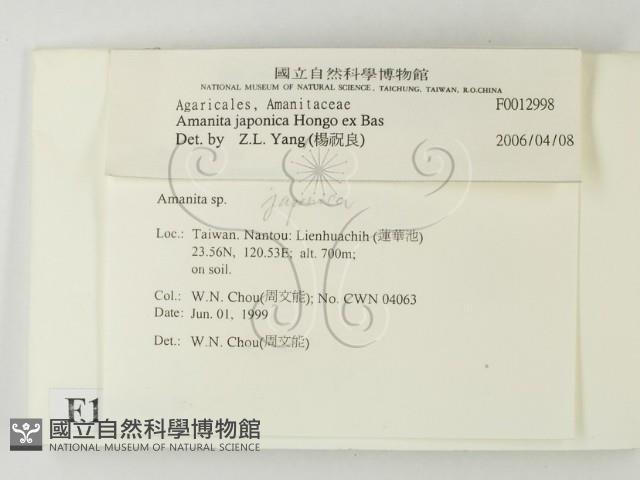 國立自然科學博物館
NATIONAL MUSEUM OF NATURAL SCIENCE, TAICHUNG, TAIWAN, R.O.CHINA
Agaricales, Amanitaceae F0012998
Amanita japonica Hongo ex Bas
Det. by Z.L. Yang (楊祝良) 2006/04/08
Amanita sp. japonica
Loc.: Taiwan. Nantou: Lienhuachih (蓮華池)
23.56N, 120.53E; alt. 700m;
on soil.
Col.: W.N. Chou(周文能); No. CWN 04063
Date: Jun. 01, 1999
Det.: W.N. Chou(周文能)
F1
國立自然科學博物館
NATIONAL MUSEUM OF NATURAL SCIENCE